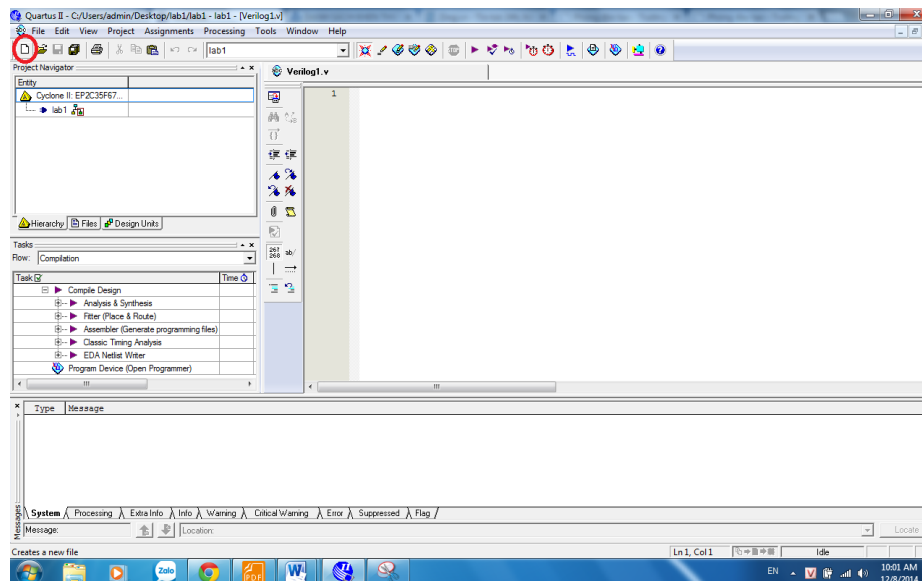 Quartus II - C:/Users/admin/Desktop/lab1/lab1 - lab1 - [Verilog1.v]
File Edit View Project Assignments Processing Tools Window Help
lab1
Project Navigator
Verilog1.v
Entity
1
Cyclone II: EP2C35F67...
lab1
Hierarchy Files Design Units
Tasks
Flow: Compilation
267 268 ab/
Task Time
Compile Design
Analysis & Synthesis
Fitter (Place & Route)
Assembler (Generate programming files)
Classic Timing Analysis
EDA Netlist Writer
Program Device (Open Programmer)
Type Message
Messages
System Processing Extra Info Info Warning Critical Warning Error Suppressed Flag
Message: Location: Locate
Creates a new file Ln 1, Col 1 Idle
Zalo PDF W EN V 10:01 AM